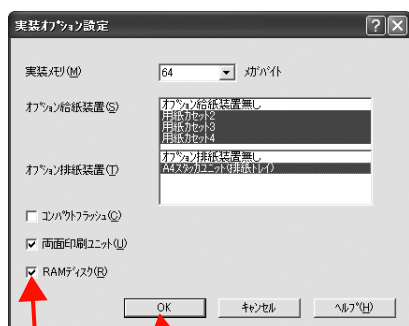 実装ｵﾌﾟｼｮﾝ設定
実装ﾒﾓﾘ(M)
64
ﾒｶﾞﾊﾞｲﾄ
ｵﾌﾟｼｮﾝ給紙装置(S)
ｵﾌﾟｼｮﾝ給紙装置無し
用紙ｶｾｯﾄ2
用紙ｶｾｯﾄ3
用紙ｶｾｯﾄ4
ｵﾌﾟｼｮﾝ排紙装置(T)
ｵﾌﾟｼｮﾝ排紙装置無し
A4ｽﾀｯｶﾕﾆｯﾄ(排紙ﾄﾚｲ)
ｺﾝﾊﾟｸﾄﾌﾗｯｼｭ(C)
両面印刷ﾕﾆｯﾄ(U)
RAMﾃﾞｨｽｸ(R)
OK
ｷｬﾝｾﾙ
ﾍﾙﾌﾟ(H)